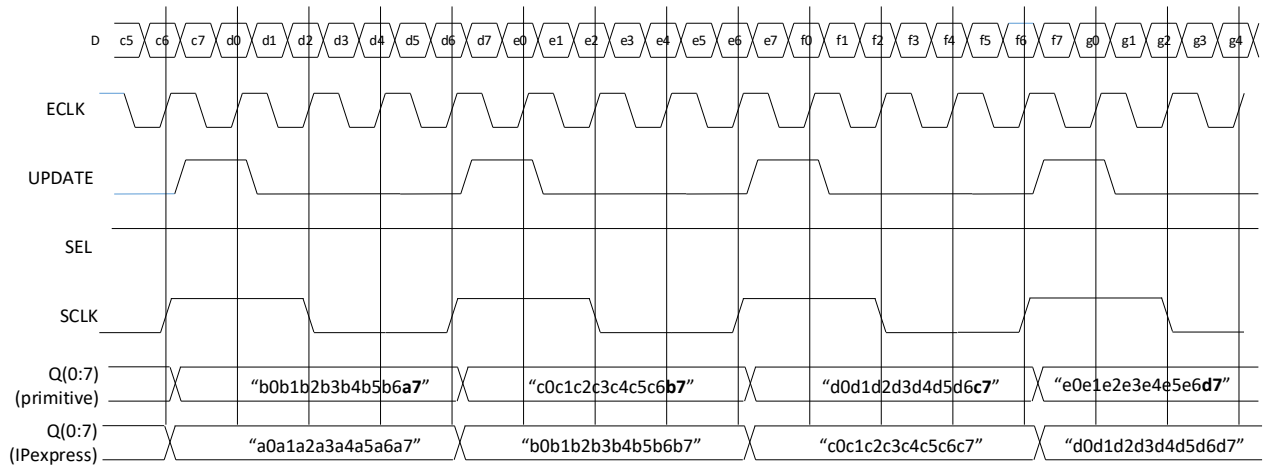 D c5 c6 c7 d0 d1 d2 d3 d4 d5 d6 d7 e0 e1 e2 e3 e4 e5 e6 e7 f0 f1 f2 f3 f4 f5 f6 f7 g0 g1 g2 g3 g4
ECLK
UPDATE
SEL
SCLK
Q(0:7)
(primitive)
“b0b1b2b3b4b5b6a7” “c0c1c2c3c4c5c6b7” “d0d1d2d3d4d5d6c7” “e0e1e2e3e4e5e6d7”
Q(0:7)
(IPexpress)
“a0a1a2a3a4a5a6a7” “b0b1b2b3b4b5b6b7” “c0c1c2c3c4c5c6c7” “d0d1d2d3d4d5d6d7”